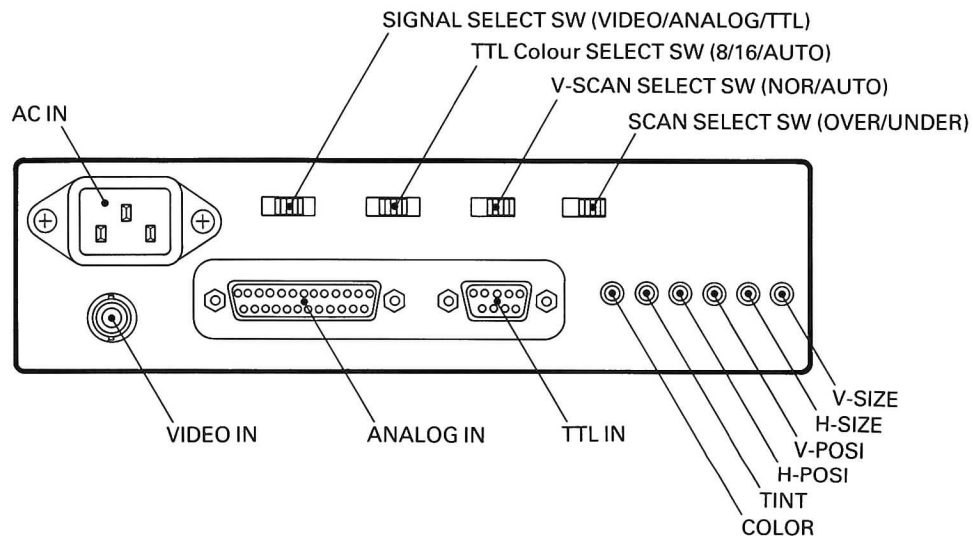 SIGNAL SELECT SW (VIDEO/ANALOG/TTL)
TTL Colour SELECT SW (8/16/AUTO)
V-SCAN SELECT SW (NOR/AUTO)
AC IN
SCAN SELECT SW (OVER/UNDER)
V-SIZE
H-SIZE
VIDEO IN
ANALOG IN
TTL IN
V-POSI
H-POSI
TINT
COLOR